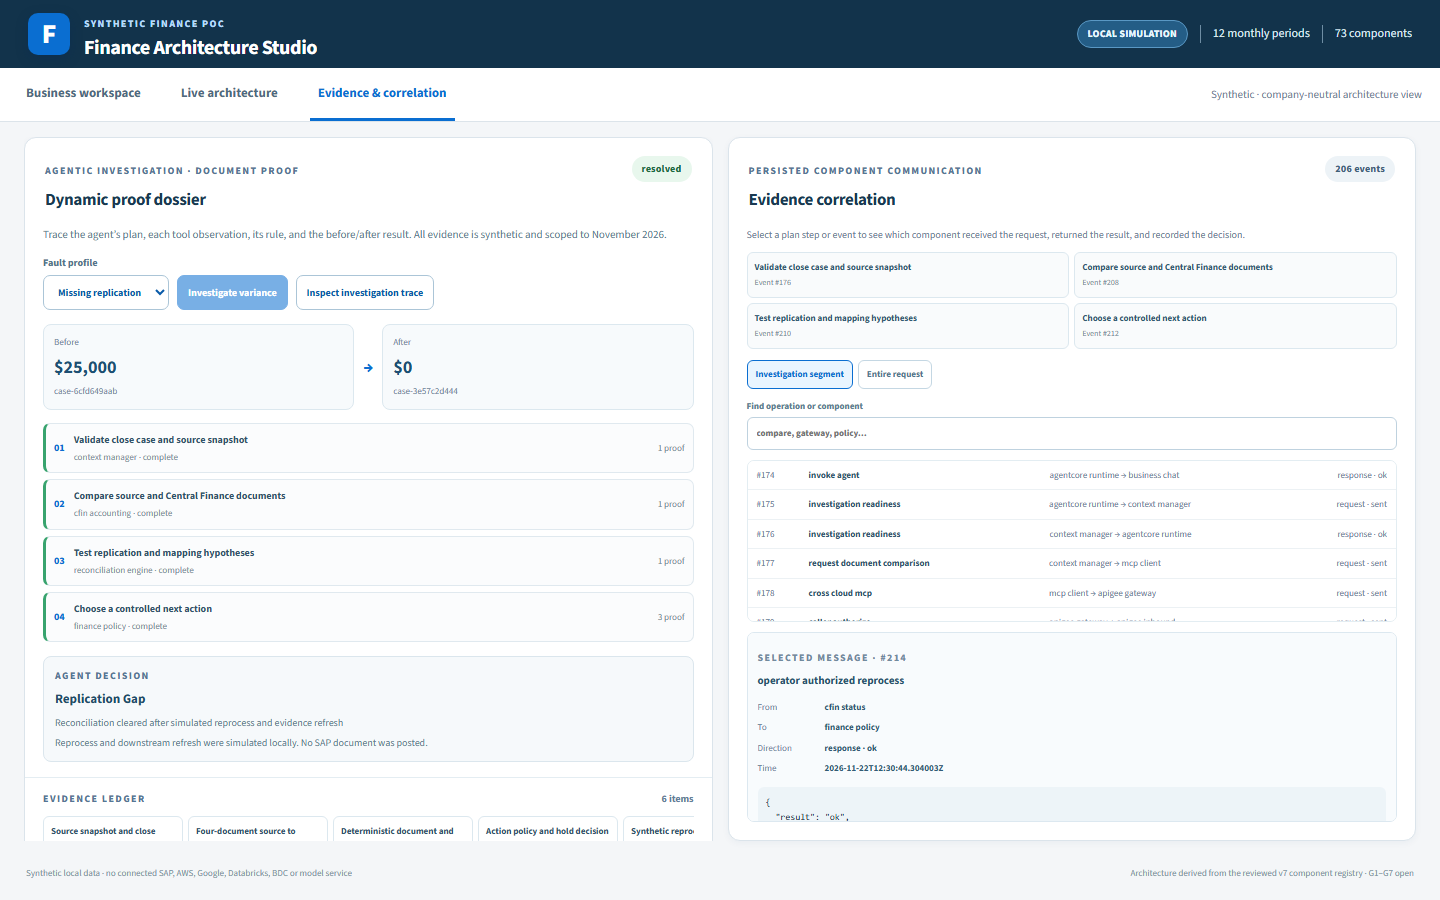 F
SYNTHETIC FINANCE POC
Finance Architecture Studio
LOCAL SIMULATION
12 monthly periods
73 components
Business workspace
Live architecture
Evidence & correlation
Synthetic · company-neutral architecture view
AGENTIC INVESTIGATION · DOCUMENT PROOF
resolved
Dynamic proof dossier
Trace the agent's plan, each tool observation, its rule, and the before/after result. All evidence is synthetic and scoped to November 2026.
Fault profile
Missing replication
Investigate variance
Inspect investigation trace
Before
$25,000
case-6cfd649aab
→
After
$0
case-3e57c2d444
01
Validate close case and source snapshot
context manager · complete
1 proof
02
Compare source and Central Finance documents
cfin accounting · complete
1 proof
03
Test replication and mapping hypotheses
reconciliation engine · complete
1 proof
04
Choose a controlled next action
finance policy · complete
3 proof
AGENT DECISION
Replication Gap
Reconciliation cleared after simulated reprocess and evidence refresh
Reprocess and downstream refresh were simulated locally. No SAP document was posted.
EVIDENCE LEDGER
6 items
Source snapshot and close
Four-document source to
Deterministic document and
Action policy and hold decision
Synthetic
PERSISTED COMPONENT COMMUNICATION
206 events
Evidence correlation
Select a plan step or event to see which component received the request, returned the result, and recorded the decision.
Validate close case and source snapshot
Event #176
Compare source and Central Finance documents
Event #208
Test replication and mapping hypotheses
Event #210
Choose a controlled next action
Event #212
Investigation segment
Entire request
Find operation or component
compare, gateway, policy...
#174 invoke agent agentcore runtime → business chat response · ok
#175 investigation readiness agentcore runtime → context manager request · sent
#176 investigation readiness context manager → agentcore runtime response · ok
#177 request document comparison context manager → mcp client request · sent
#178 cross cloud mcp mcp client → apigee gateway request · sent
SELECTED MESSAGE · #214
operator authorized reprocess
From cfin status
To finance policy
Direction response · ok
Time 2026-11-22T12:30:44.304003Z
{
"result": "ok",
Synthetic local data · no connected SAP, AWS, Google, Databricks, BDC or model service
Architecture derived from the reviewed v7 component registry · G1–G7 open